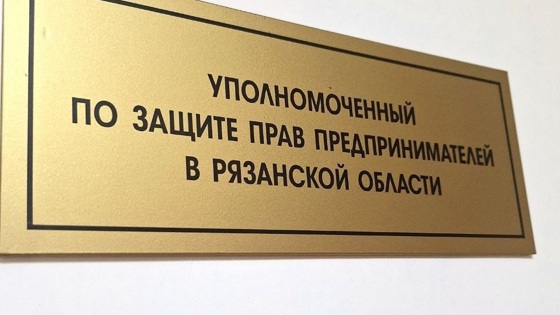 УПОЛНОМОЧЕННЫЙ
ПО ЗАЩИТЕ ПРАВ ПРЕДПРИНИМАТЕЛЕЙ
В РЯЗАНСКОЙ ОБЛАСТИ